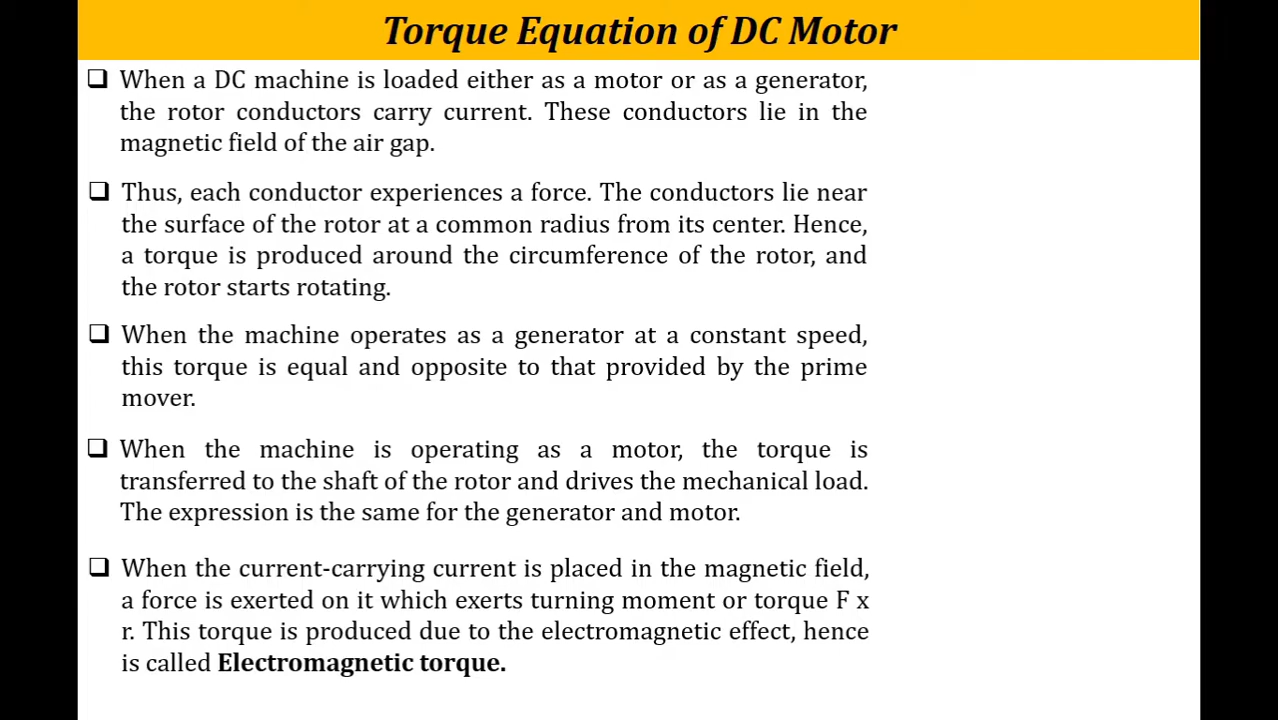 Torque Equation of DC Motor
❑ When a DC machine is loaded either as a motor or as a generator,
the rotor conductors carry current. These conductors lie in the
magnetic field of the air gap.
❑ Thus, each conductor experiences a force. The conductors lie near
the surface of the rotor at a common radius from its center. Hence,
a torque is produced around the circumference of the rotor, and
the rotor starts rotating.
❑ When the machine operates as a generator at a constant speed,
this torque is equal and opposite to that provided by the prime
mover.
❑ When the machine is operating as a motor, the torque is
transferred to the shaft of the rotor and drives the mechanical load.
The expression is the same for the generator and motor.
❑ When the current-carrying current is placed in the magnetic field,
a force is exerted on it which exerts turning moment or torque F x
r. This torque is produced due to the electromagnetic effect, hence
is called Electromagnetic torque.